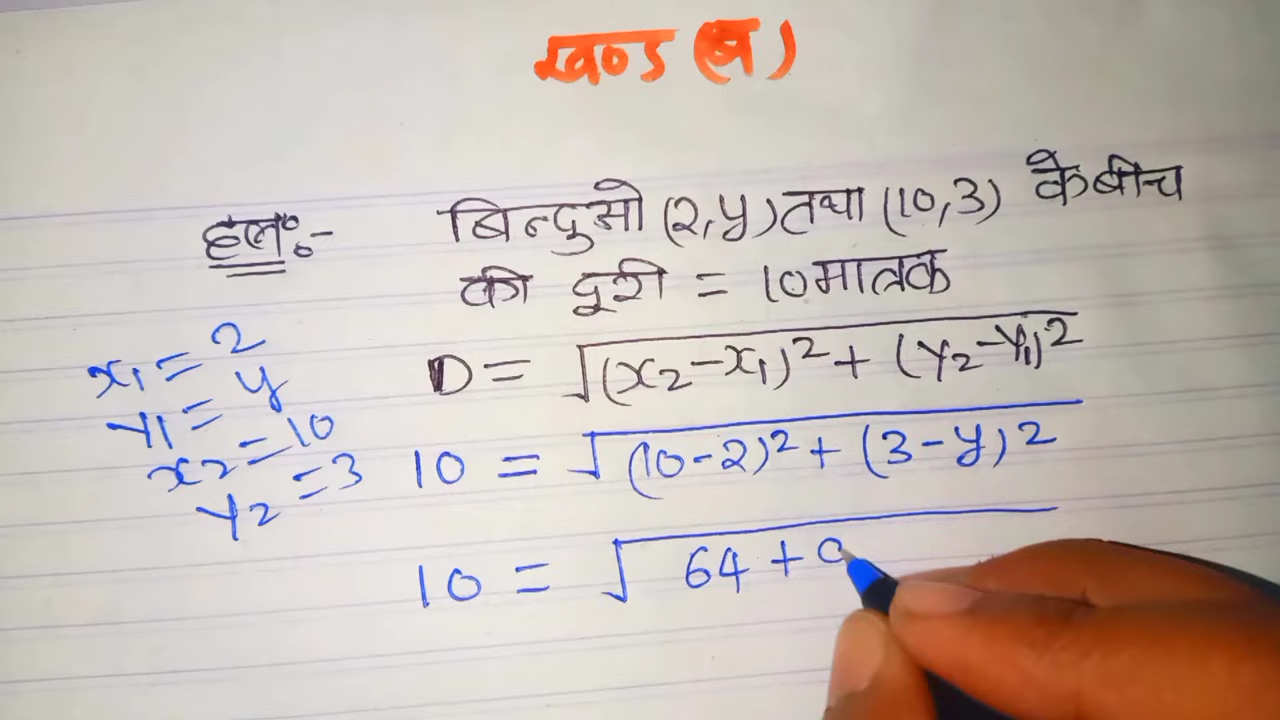 खण्ड (ब)
हल:- बिन्दुओ (2,y) तथा (10,3) के बीच
की दूरी = 10 मात्रक
x₁ = 2
y₁ = y
x₂ = 10
y₂ = 3
D = √(x₂-x₁)² + (y₂-y₁)²
10 = √(10-2)² + (3-y)²
10 = √64 +